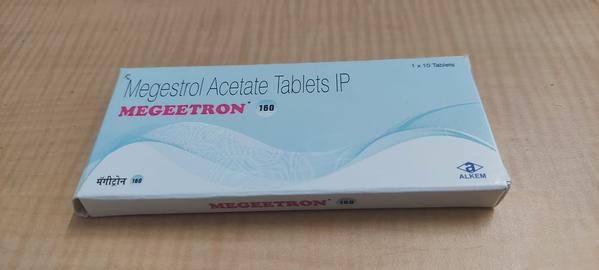 1 x 10 Tablets
Megestrol Acetate Tablets IP
MEGEETRON 160
मॅगीट्रोन 160
ALKEM
MEGEETRON 160